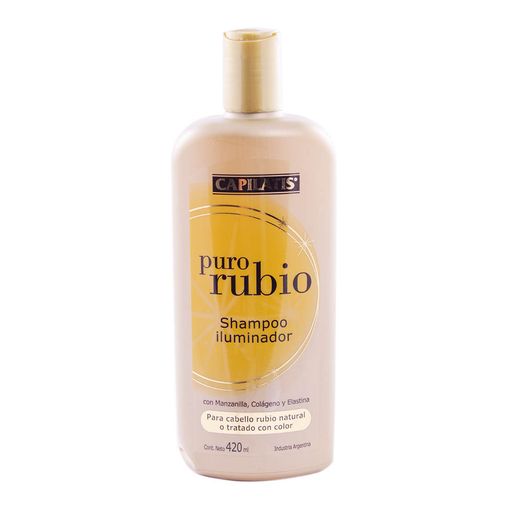 CAPILATIS®
puro
rubio
Shampoo
iluminador
con Manzanilla, Colágeno y Elastina
Para cabello rubio natural
o tratado con color
Cont. Neto 420 ml
Industria Argentina